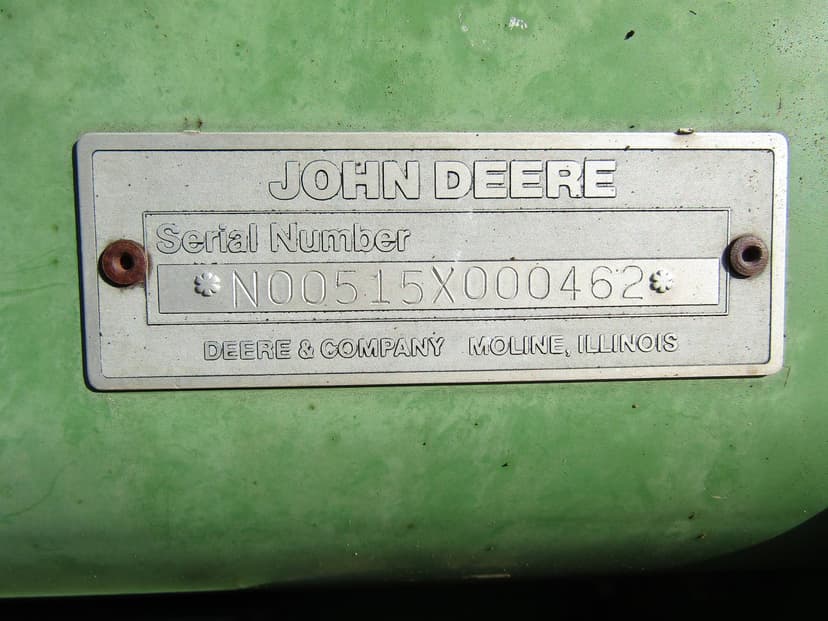 JOHN DEERE
Serial Number
*N00515X000462*
DEERE & COMPANY MOLINE, ILLINOIS